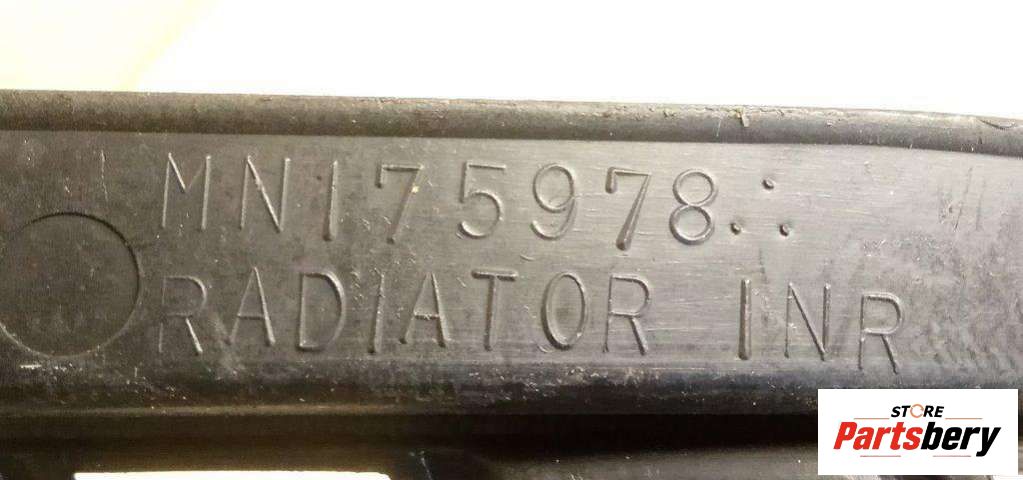 MN175978
RADIATOR INR
STORE
Partsbery